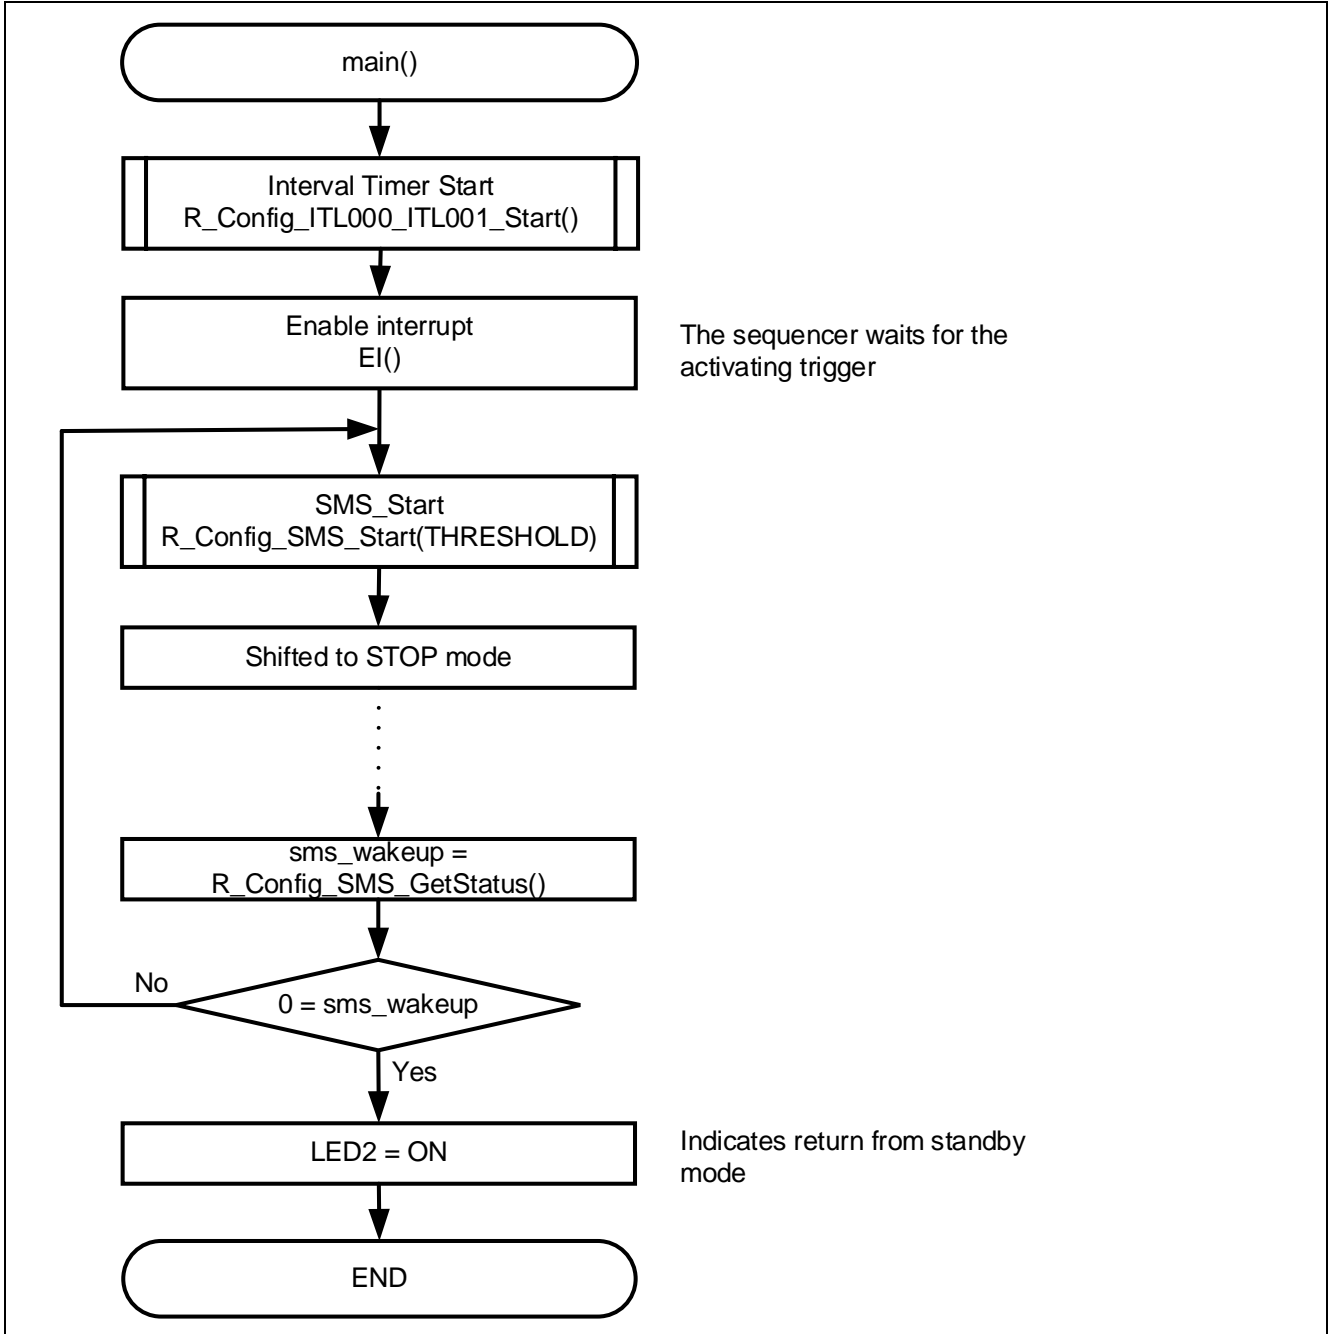 main()
Interval Timer Start
R_Config_ITL000_ITL001_Start()
Enable interrupt
EI()
The sequencer waits for the
activating trigger
SMS_Start
R_Config_SMS_Start(THRESHOLD)
Shifted to STOP mode
sms_wakeup =
R_Config_SMS_GetStatus()
No
0 = sms_wakeup
Yes
LED2 = ON
Indicates return from standby
mode
END